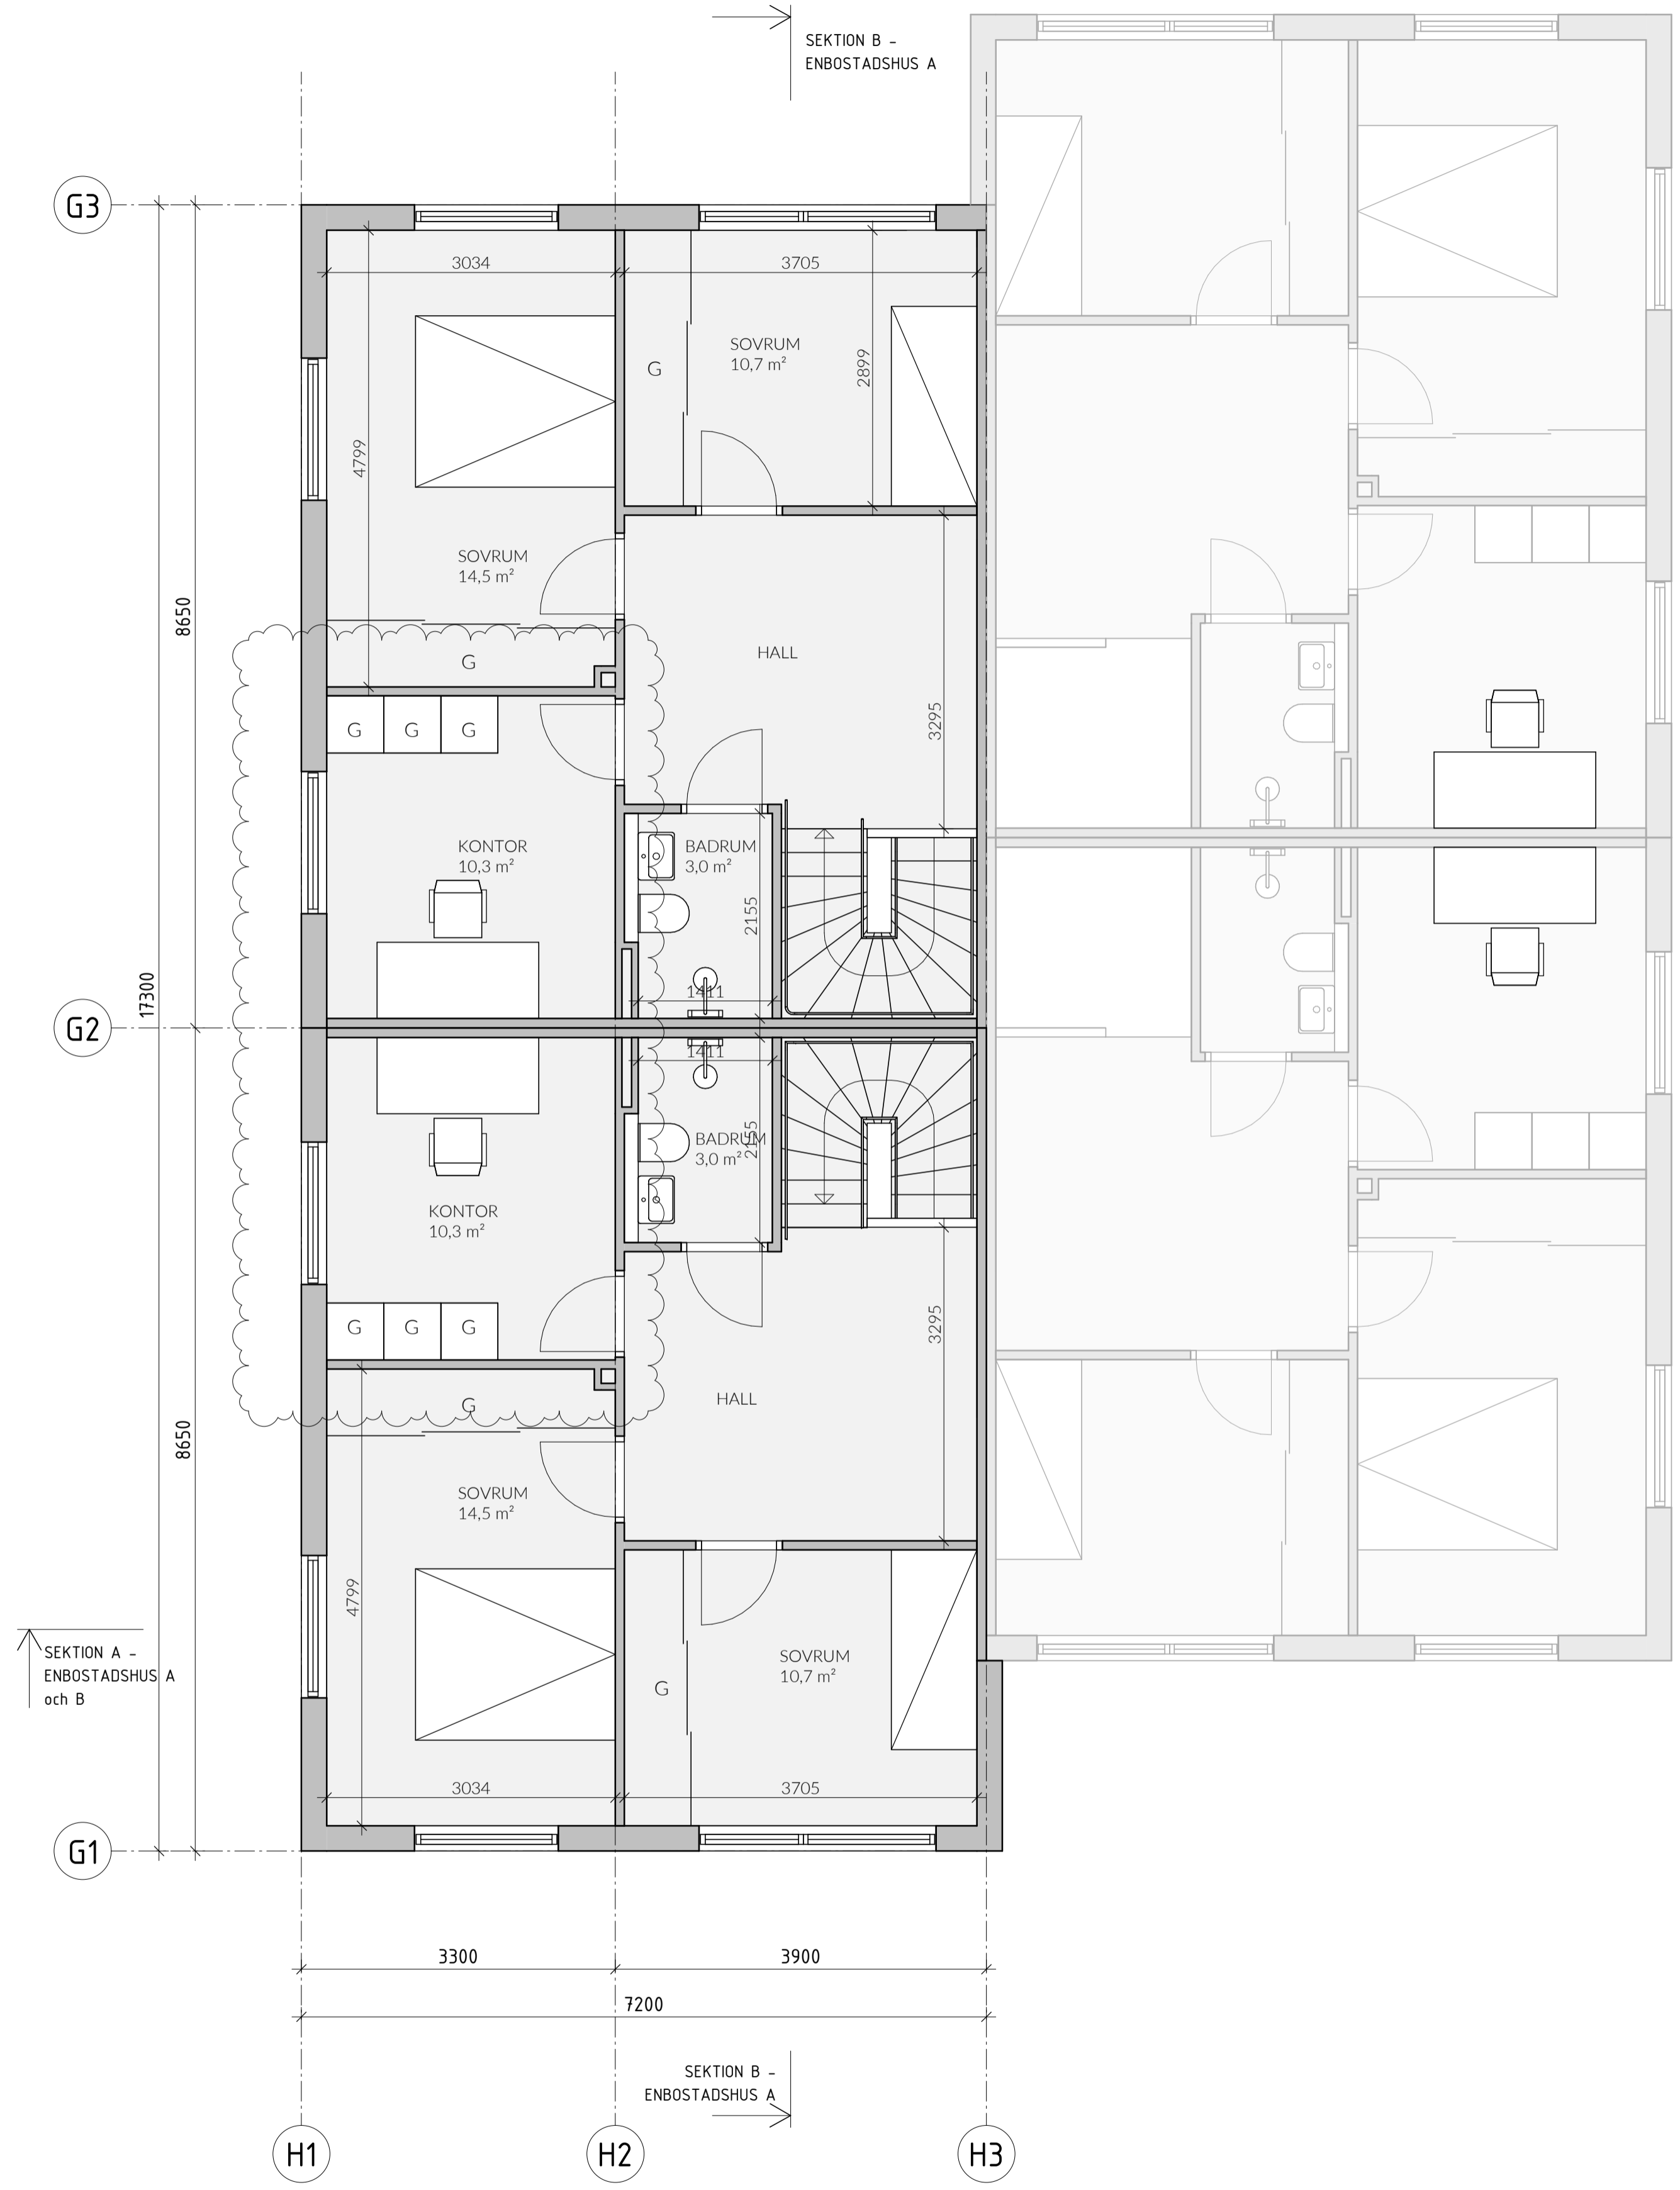 SEKTION B -
ENBOSTADSHUS A
G3
3034
3705
SOVRUM
10,7 m²
G
2899
4799
SOVRUM
14,5 m²
8650
HALL
G
3295
G
G
G
KONTOR
10,3 m²
BADRUM
3,0 m²
2155
1411
17300
G2
1411
BADRUM
3,0 m²
2155
KONTOR
10,3 m²
3295
G
G
G
HALL
G
8650
SOVRUM
14,5 m²
4799
SEKTION A -
ENBOSTADSHUS A
och B
SOVRUM
10,7 m²
G
3034
3705
G1
3300
3900
7200
SEKTION B -
ENBOSTADSHUS A
H1
H2
H3